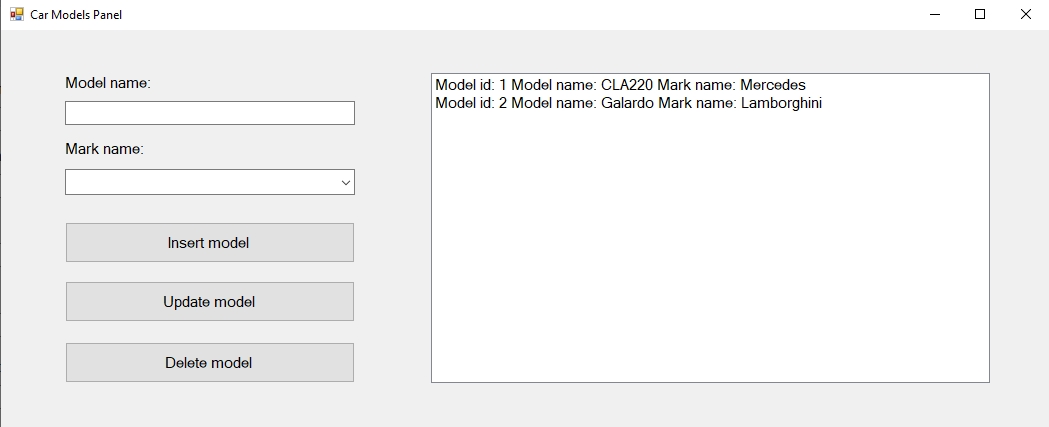 Car Models Panel
Model name:
Mark name:
Insert model
Update model
Delete model
Model id: 1 Model name: CLA220 Mark name: Mercedes
Model id: 2 Model name: Galardo Mark name: Lamborghini